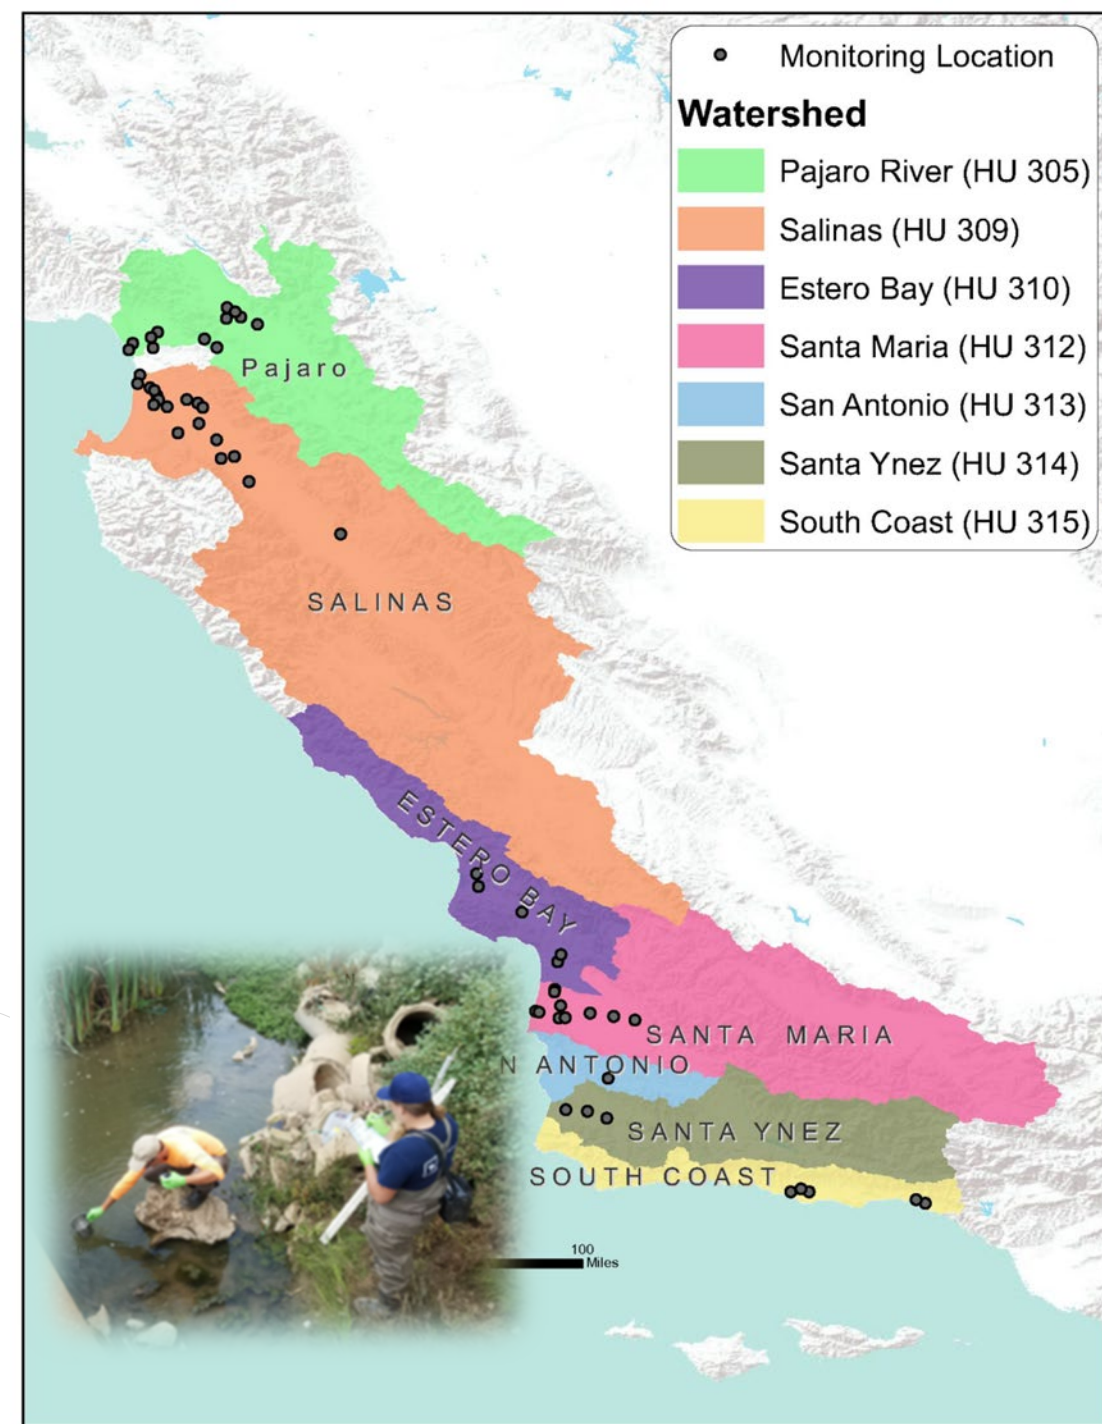 Monitoring Location
Watershed
Pajaro River (HU 305)
Salinas (HU 309)
Estero Bay (HU 310)
Santa Maria (HU 312)
San Antonio (HU 313)
Santa Ynez (HU 314)
South Coast (HU 315)
Pajaro
SALINAS
ESTERO BAY
SANTA MARIA
N ANTONIO
SANTA YNEZ
SOUTH COAST
100
Miles